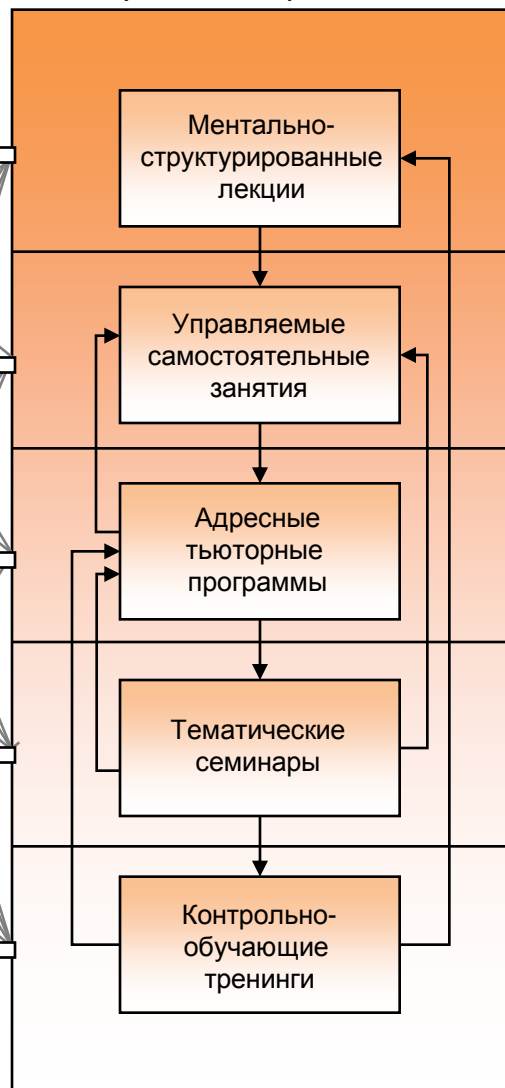 Ментально-
структурированные
лекции
Управляемые
самостоятельные
занятия
Адресные
тьюторные
программы
Тематические
семинары
Контрольно-
обучающие
тренинги